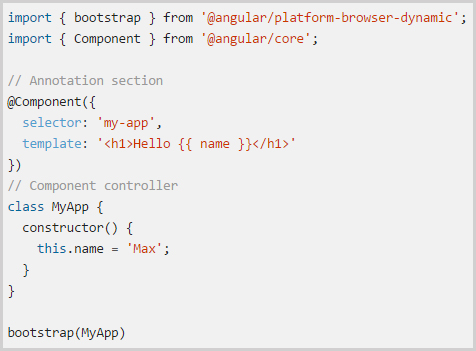 import { bootstrap } from '@angular/platform-browser-dynamic';
import { Component } from '@angular/core';

// Annotation section
@Component({
  selector: 'my-app',
  template: '<h1>Hello {{ name }}</h1>'
})
// Component controller
class MyApp {
  constructor() {
    this.name = 'Max';
  }
}

bootstrap(MyApp)